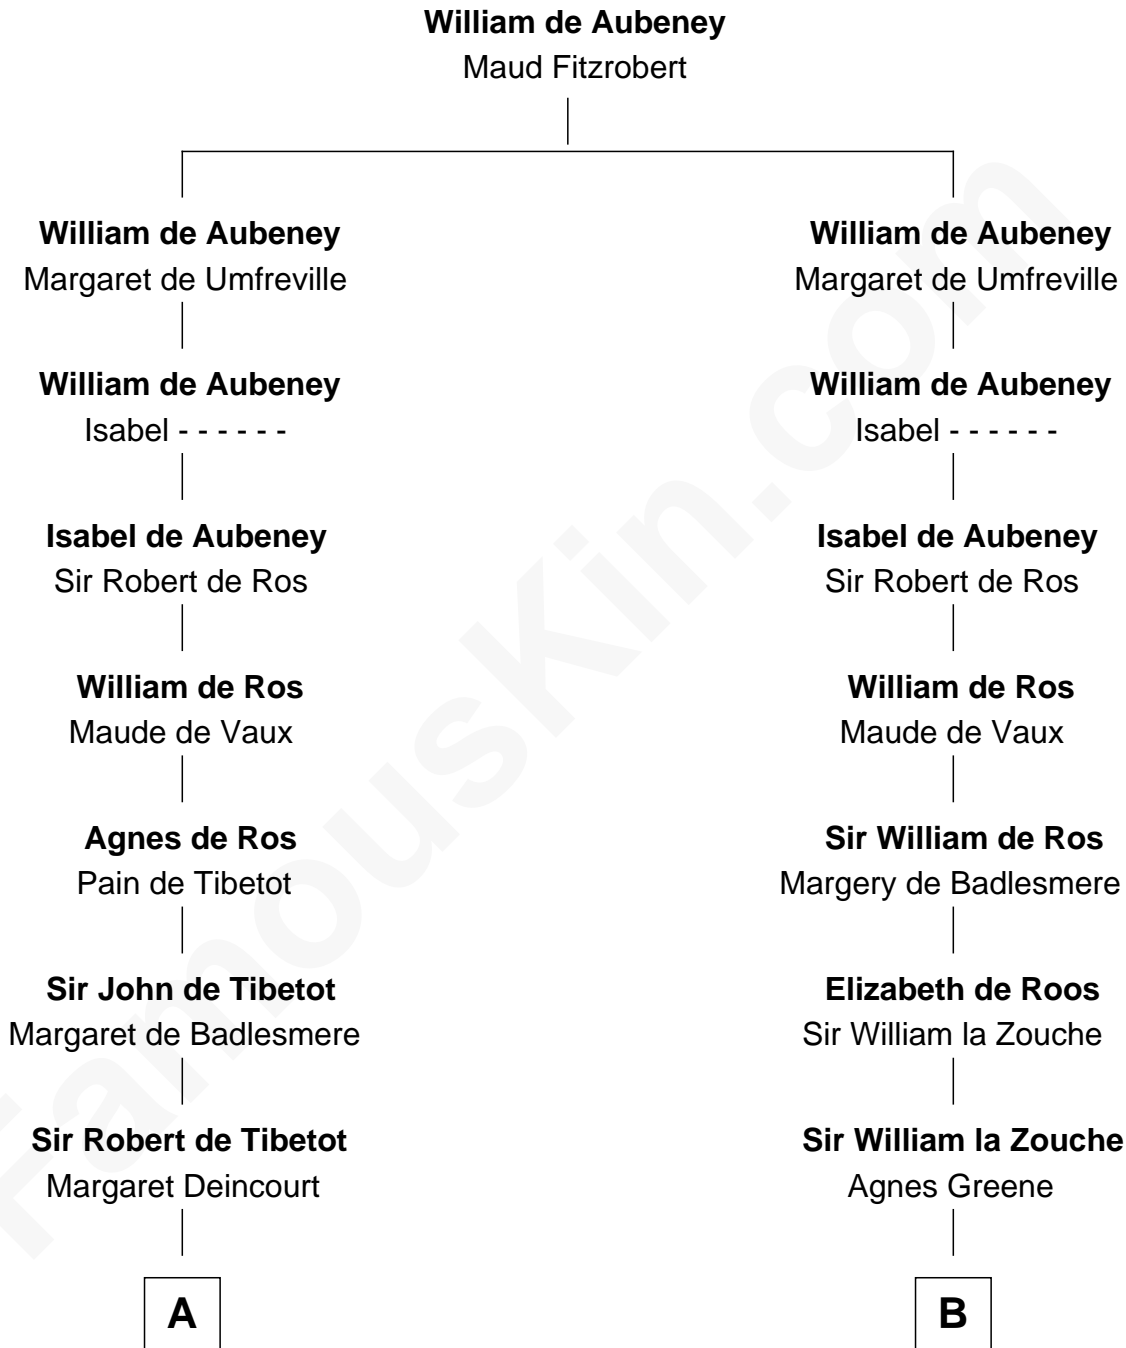 William de Aubeney
Maud Fitzrobert
William de Aubeney
Margaret de Umfreville
William de Aubeney
Isabel - - - - - -
Isabel de Aubeney
Sir Robert de Ros
William de Ros
Maude de Vaux
Agnes de Ros
Pain de Tibetot
Sir John de Tibetot
Margaret de Badlesmere
Sir Robert de Tibetot
Margaret Deincourt
A
William de Aubeney
Margaret de Umfreville
William de Aubeney
Isabel - - - - - -
Isabel de Aubeney
Sir Robert de Ros
William de Ros
Maude de Vaux
Sir William de Ros
Margery de Badlesmere
Elizabeth de Roos
Sir William la Zouche
Sir William la Zouche
Agnes Greene
B
FamousKin.com